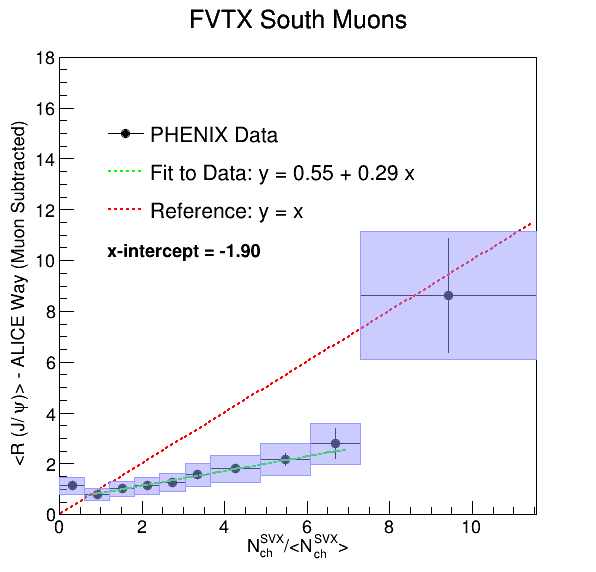 FVTX South Muons
<R (J/ψ)> - ALICE Way (Muon Subtracted)
18
16
14
12
10
8
6
4
2
0
PHENIX Data
Fit to Data: y = 0.55 + 0.29 x
Reference: y = x
x-intercept = -1.90
0 2 4 6 8 10
N_ch^SVX/<N_ch^SVX>